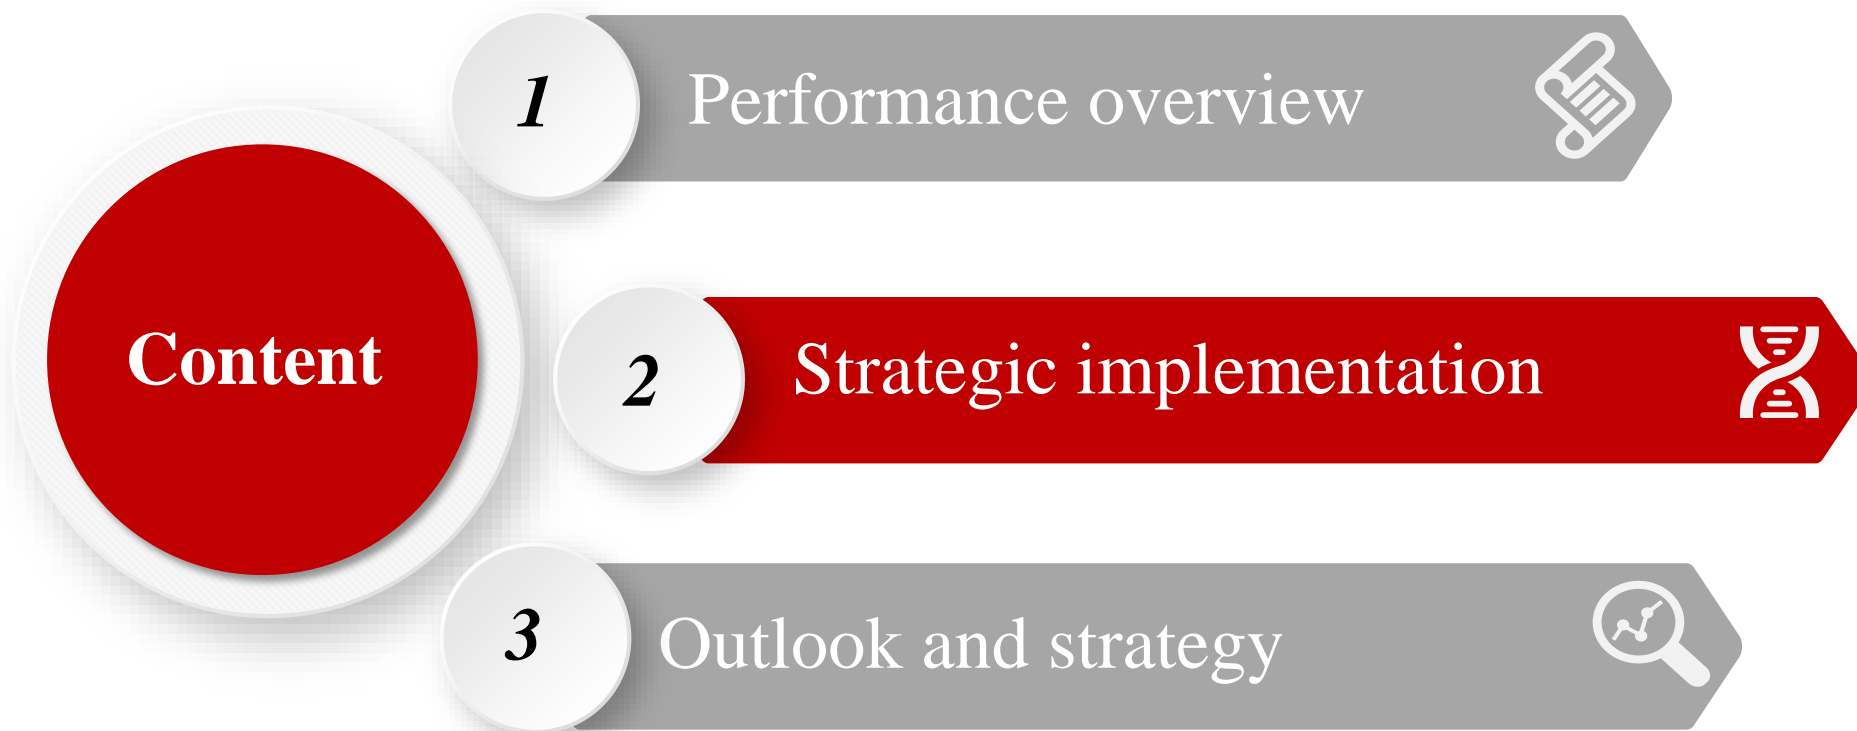 Content
1
Performance overview
2
Strategic implementation
3
Outlook and strategy